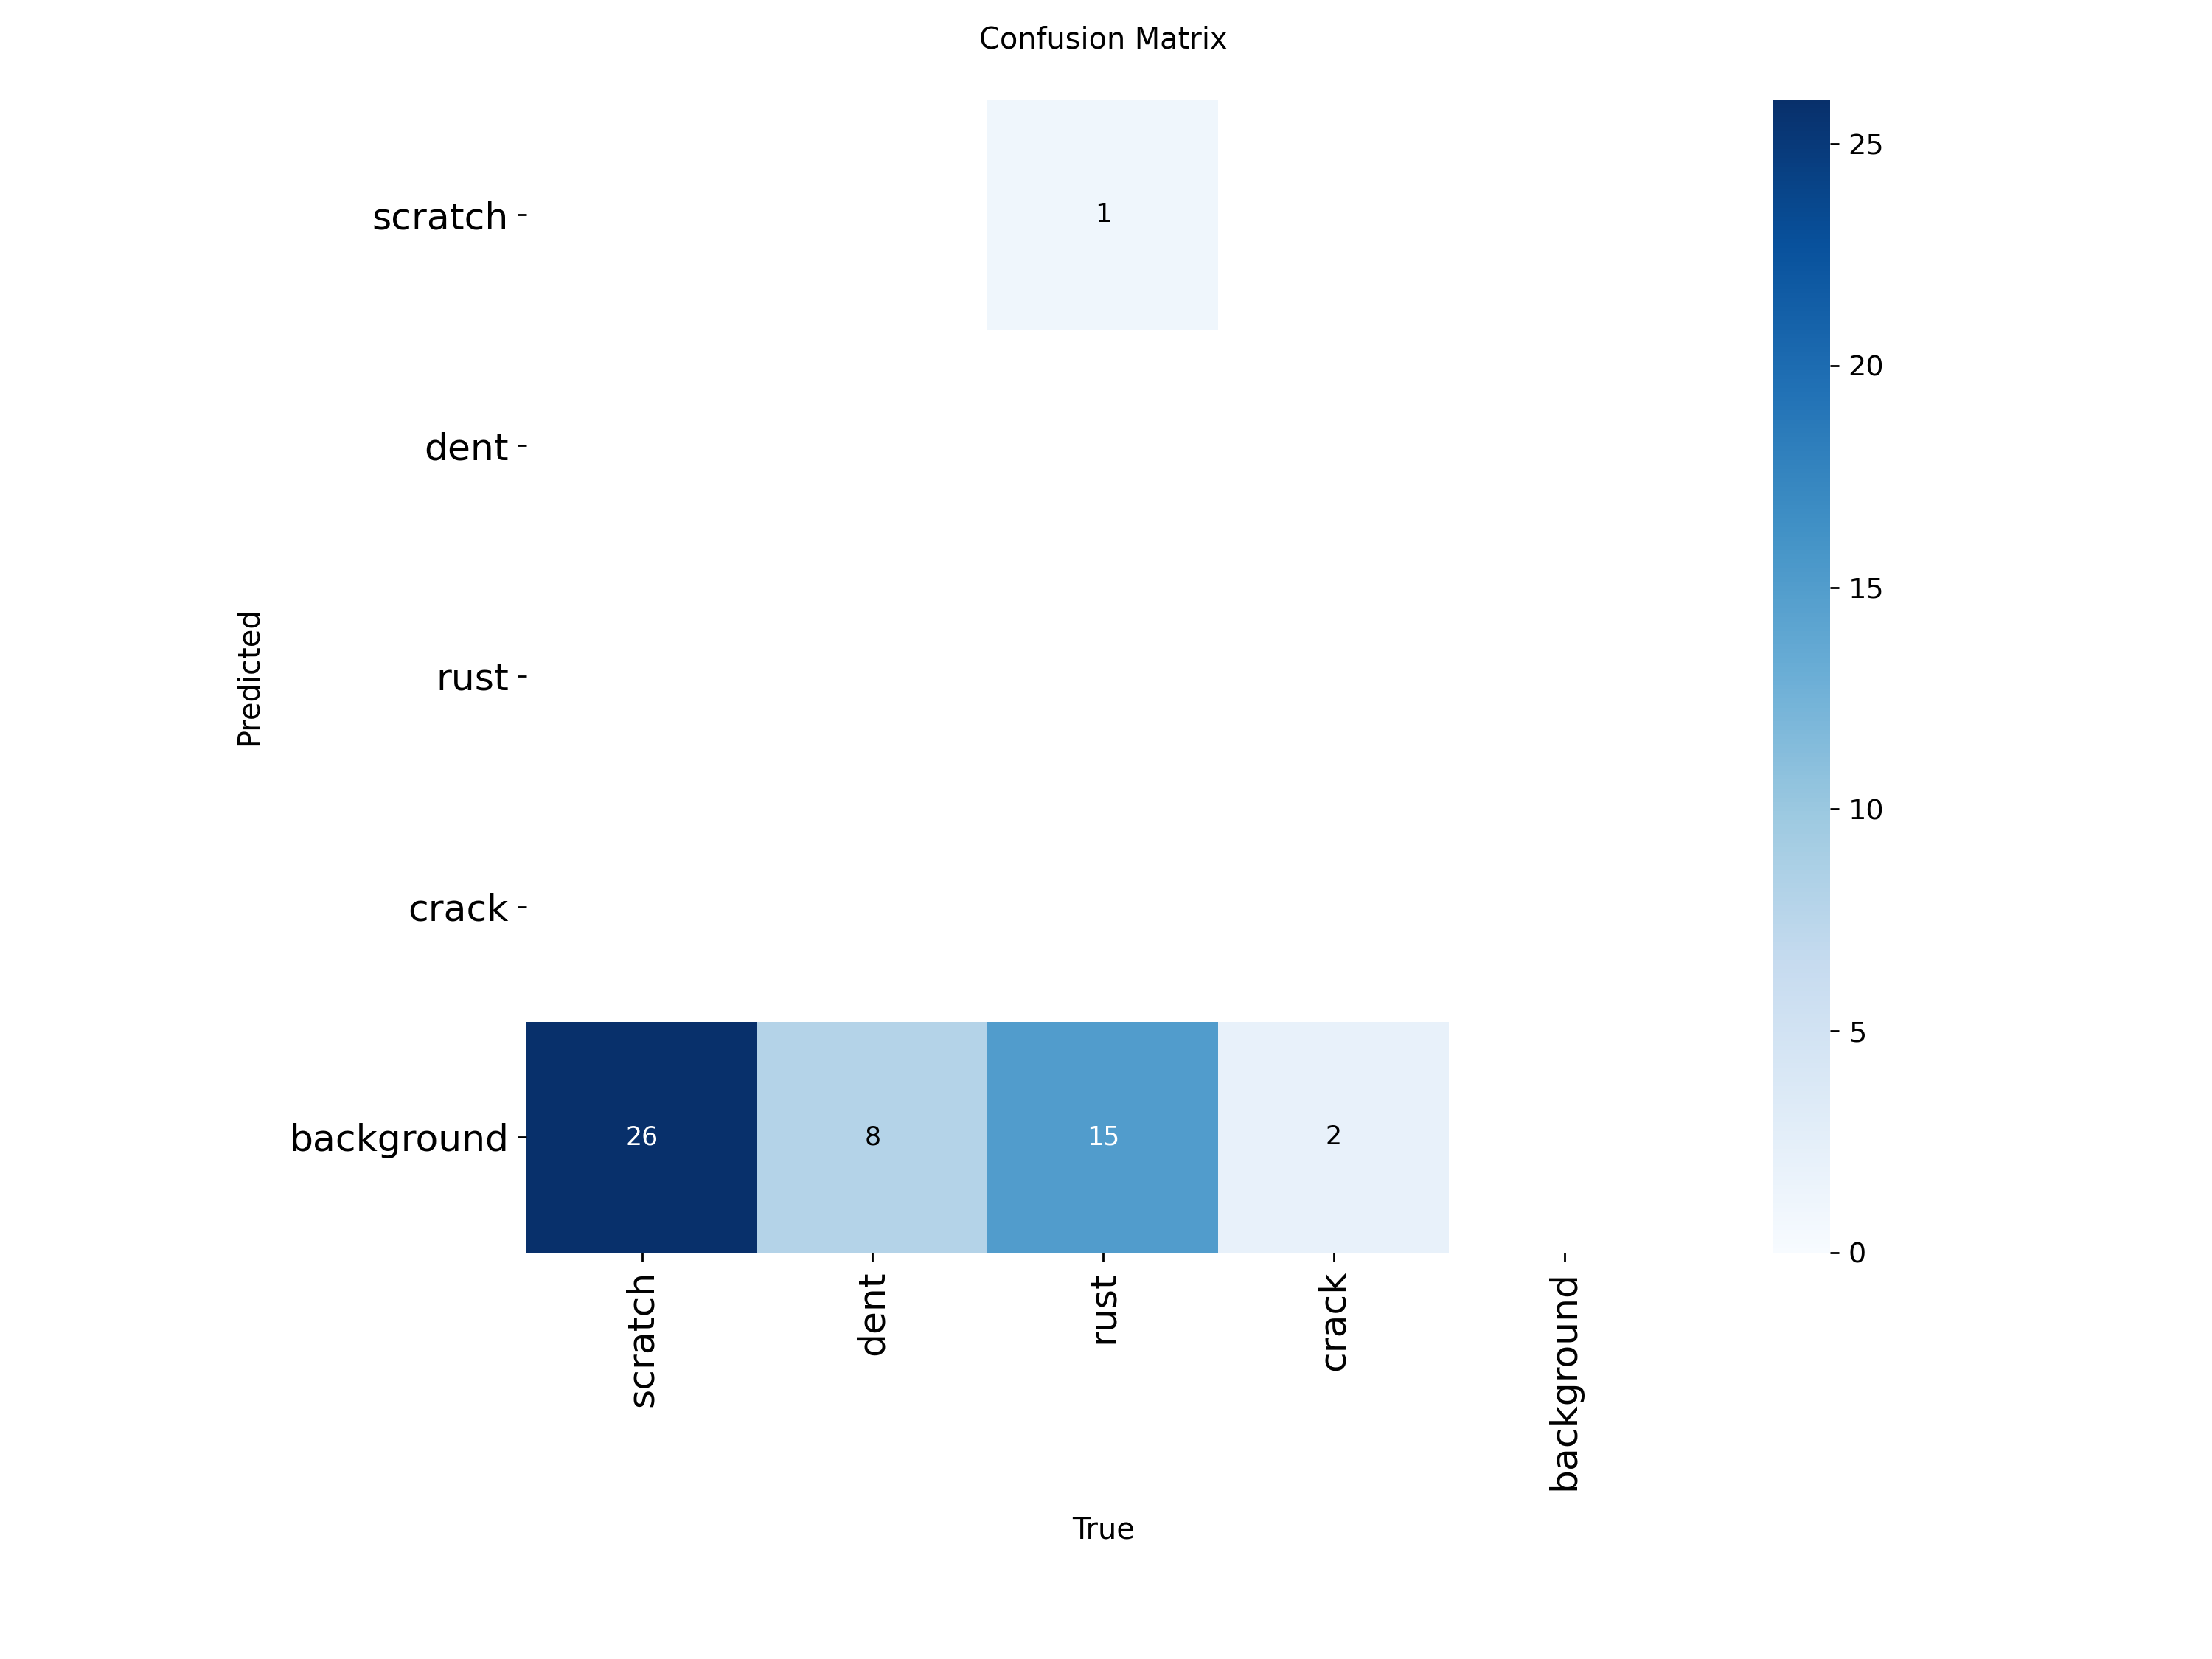 Confusion Matrix
scratch
dent
rust
crack
background
Predicted
1
26 8 15 2
scratch dent rust crack background
True
25
20
15
10
5
0